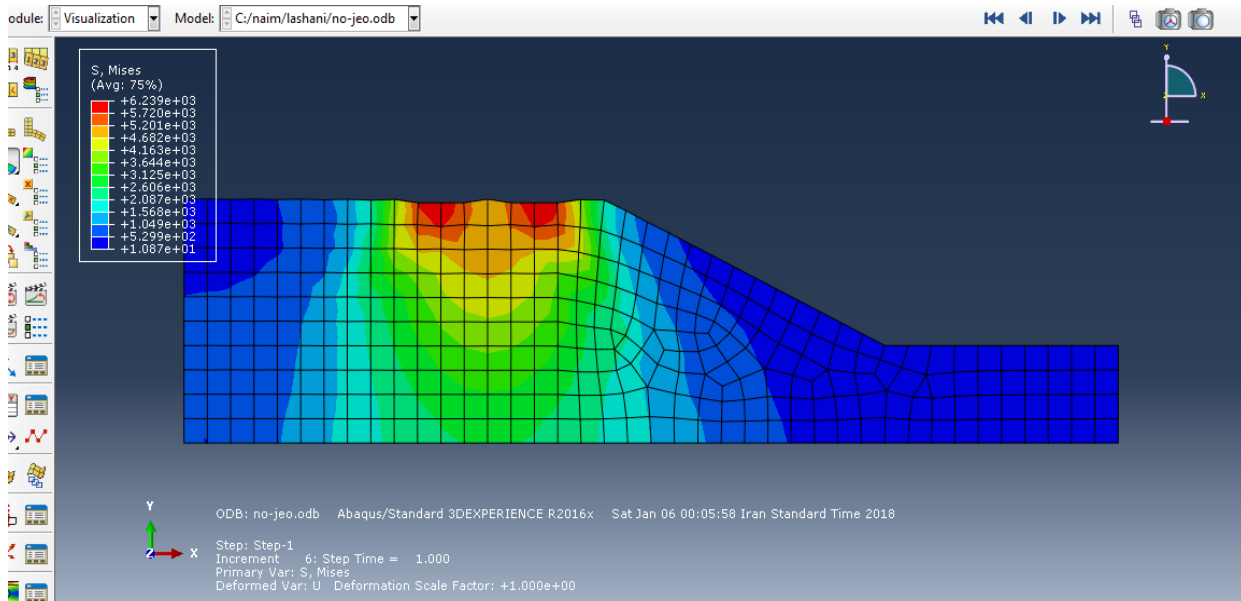 odule: Visualization Model: C:/naim/lashani/no-jeo.odb
S, Mises
(Avg: 75%)
+6.239e+03
+5.720e+03
+5.201e+03
+4.682e+03
+4.163e+03
+3.644e+03
+3.125e+03
+2.606e+03
+2.087e+03
+1.568e+03
+1.049e+03
+5.299e+02
+1.087e+01
Y
X
Y
X
Z
ODB: no-jeo.odb Abaqus/Standard 3DEXPERIENCE R2016x Sat Jan 06 00:05:58 Iran Standard Time 2018
Step: Step-1
Increment 6: Step Time = 1.000
Primary Var: S, Mises
Deformed Var: U Deformation Scale Factor: +1.000e+00